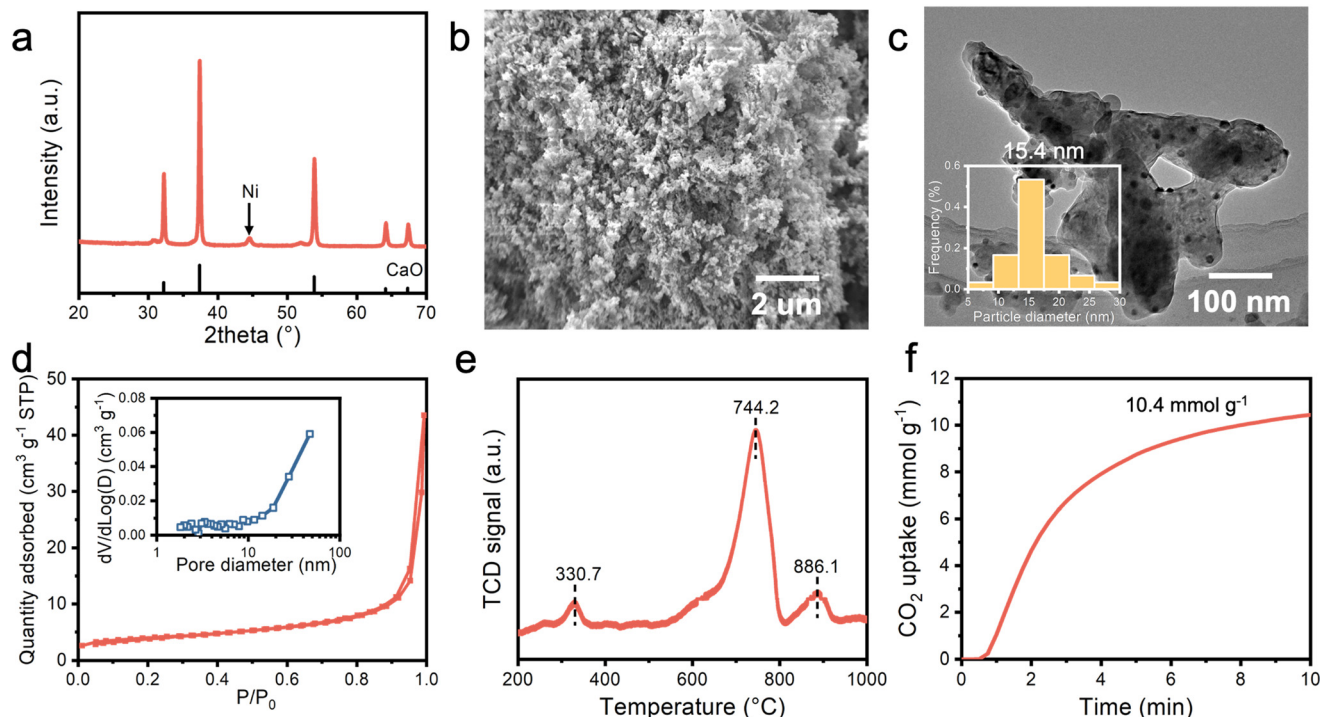 a
Intensity (a.u.)
Ni
CaO
20 30 40 50 60 70
2theta (°)
b
2 um
c
15.4 nm
Frequency (%)
0.6
0.4
0.2
0.0
5 10 15 20 25 30
Particle diameter (nm)
100 nm
d
Quantity adsorbed (cm³ g⁻¹ STP)
50
40
30
20
10
0
dV/dLog(D) (cm³ g⁻¹)
0.08
0.04
0.02
0.00
1 10 100
Pore diameter (nm)
0.0 0.2 0.4 0.6 0.8 1.0
P/P₀
e
TCD signal (a.u.)
744.2
330.7
886.1
200 400 600 800 1000
Temperature (°C)
f
CO₂ uptake (mmol g⁻¹)
12
10
8
6
4
2
0
10.4 mmol g⁻¹
0 2 4 6 8 10
Time (min)